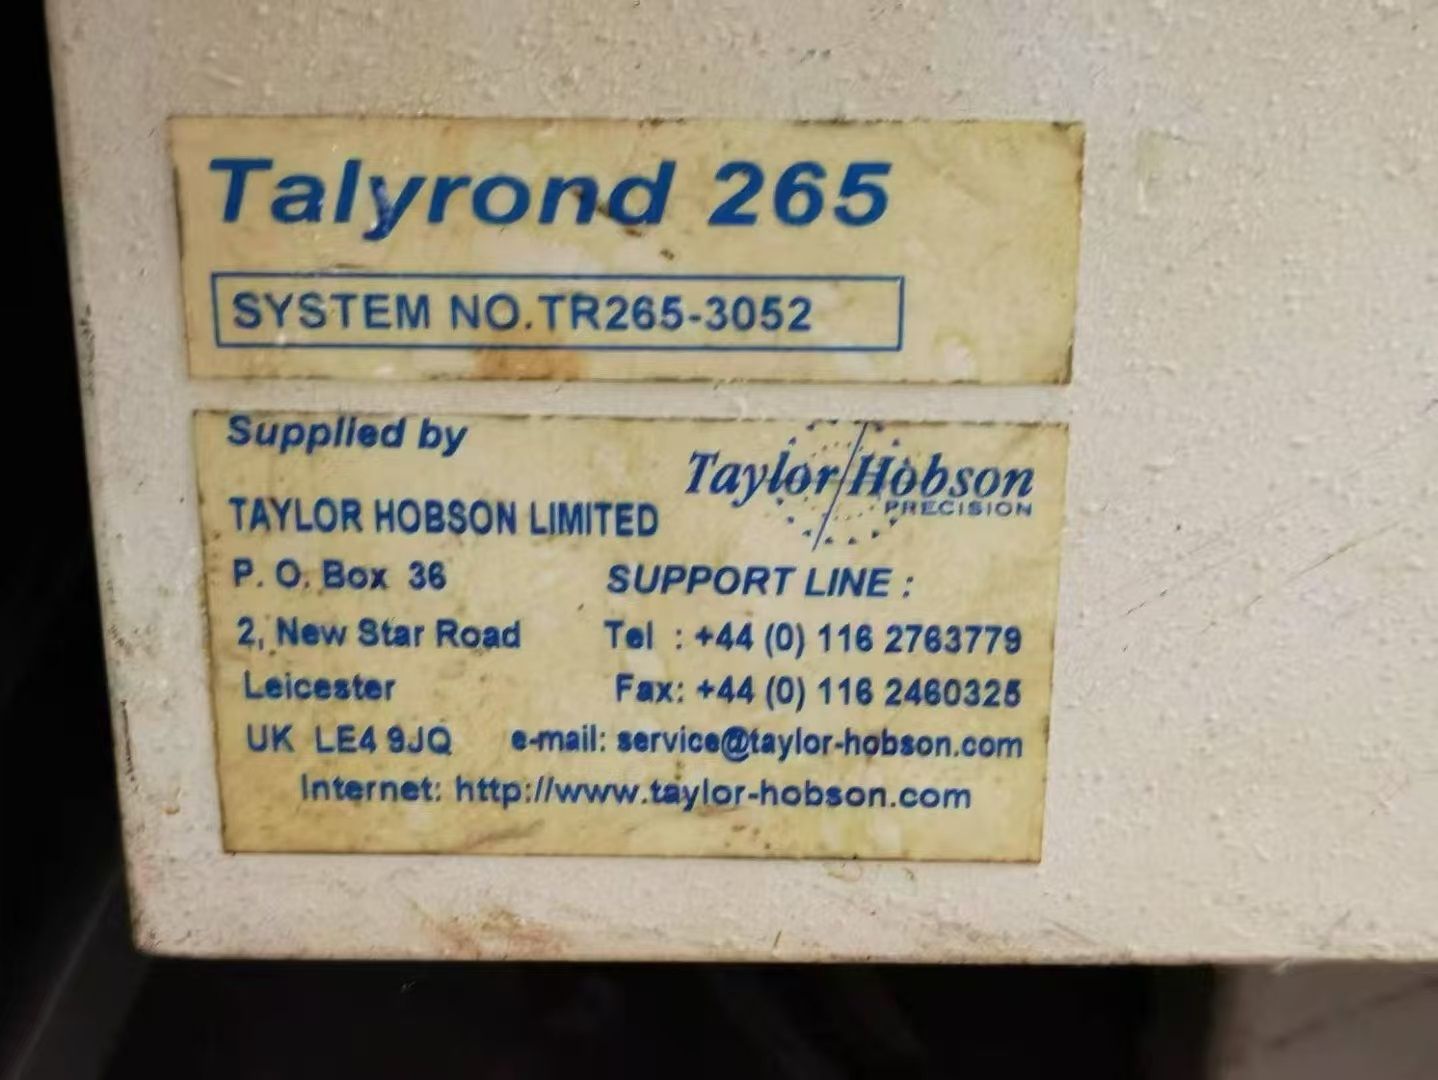 Talyrond 265
SYSTEM NO.TR265-3052
Supplied by
Taylor/Hobson
PRECISION
TAYLOR HOBSON LIMITED
P. O. Box 36
SUPPORT LINE :
2, New Star Road
Tel : +44 (0) 116 2763779
Leicester
Fax: +44 (0) 116 2460325
UK LE4 9JQ
e-mail: service@taylor-hobson.com
Internet: http://www.taylor-hobson.com